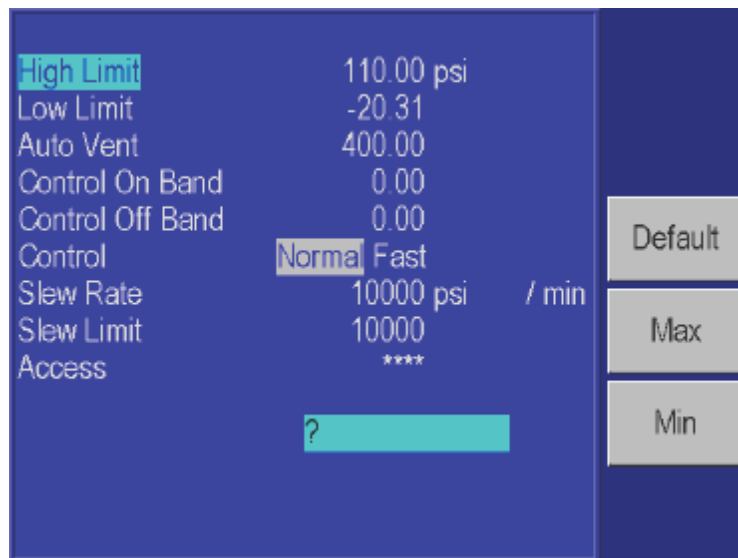 High Limit 110.00 psi
Low Limit -20.31
Auto Vent 400.00
Control On Band 0.00
Control Off Band 0.00
Control Normal Fast
Slew Rate 10000 psi / min
Slew Limit 10000
Access ****
?
Default
Max
Min